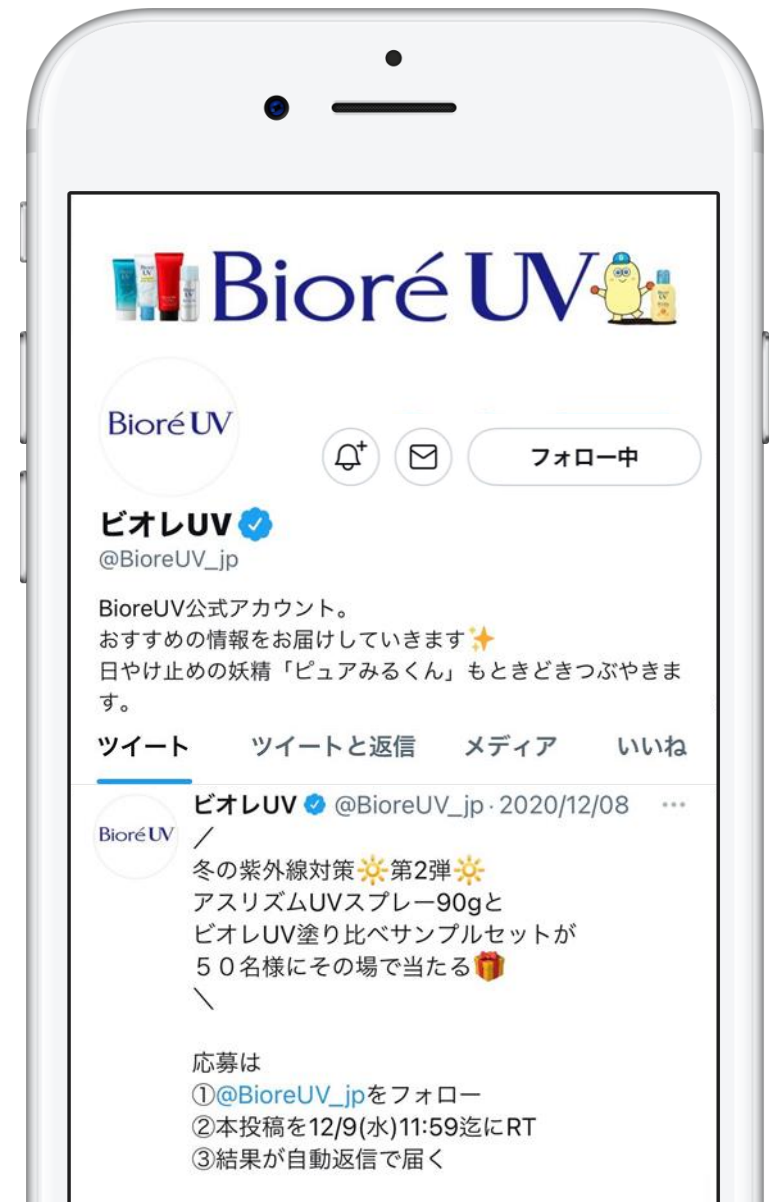 Bioré UV
Bioré UV
フォロー中
ビオレUV
@BioreUV_jp
BioreUV公式アカウント。
おすすめの情報をお届けしていきます✨
日やけ止めの妖精「ピュアみるくん」もときどきつぶやきま
す。
ツイート ツイートと返信 メディア いいね
ビオレUV @BioreUV_jp · 2020/12/08 …
Bioré UV
／
冬の紫外線対策🔆第2弾🔆
アスリズムUVスプレー90gと
ビオレUV塗り比べサンプルセットが
５０名様にその場で当たる🎁
＼
応募は
①@BioreUV_jpをフォロー
②本投稿を12/9(水)11:59迄にRT
③結果が自動返信で届く